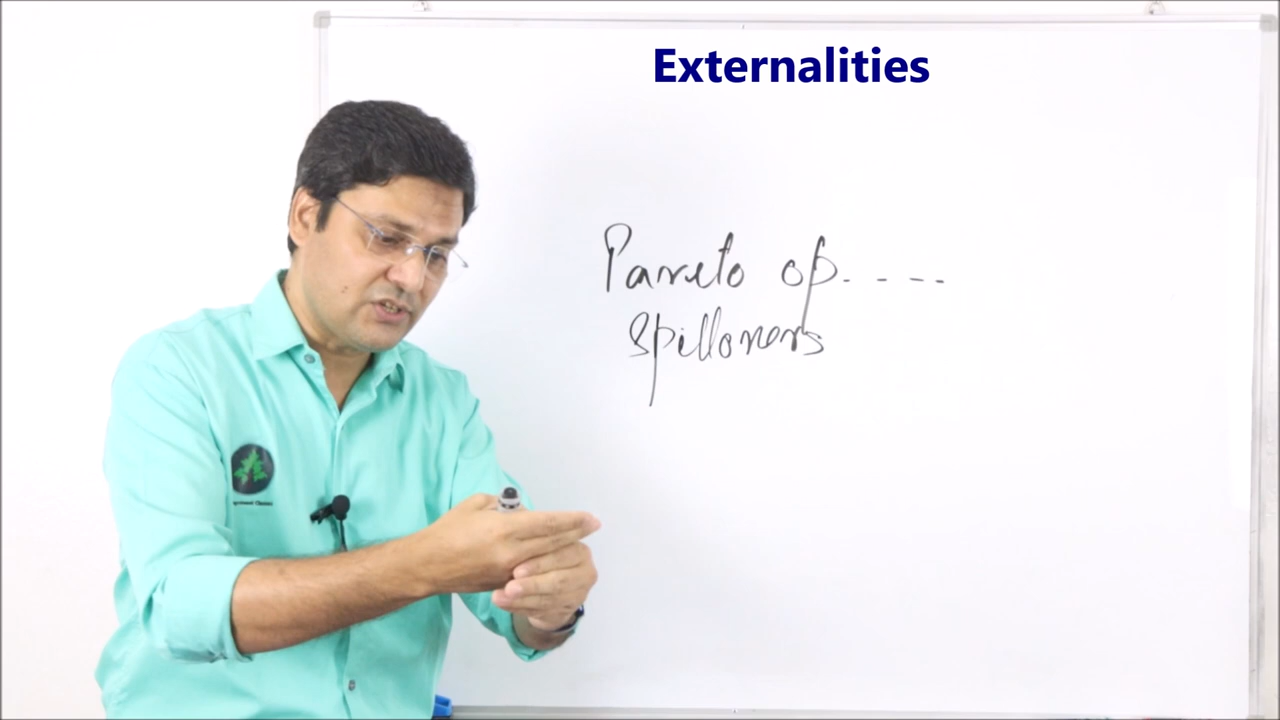 Externalities
Pareto op. - - -
Spillovers